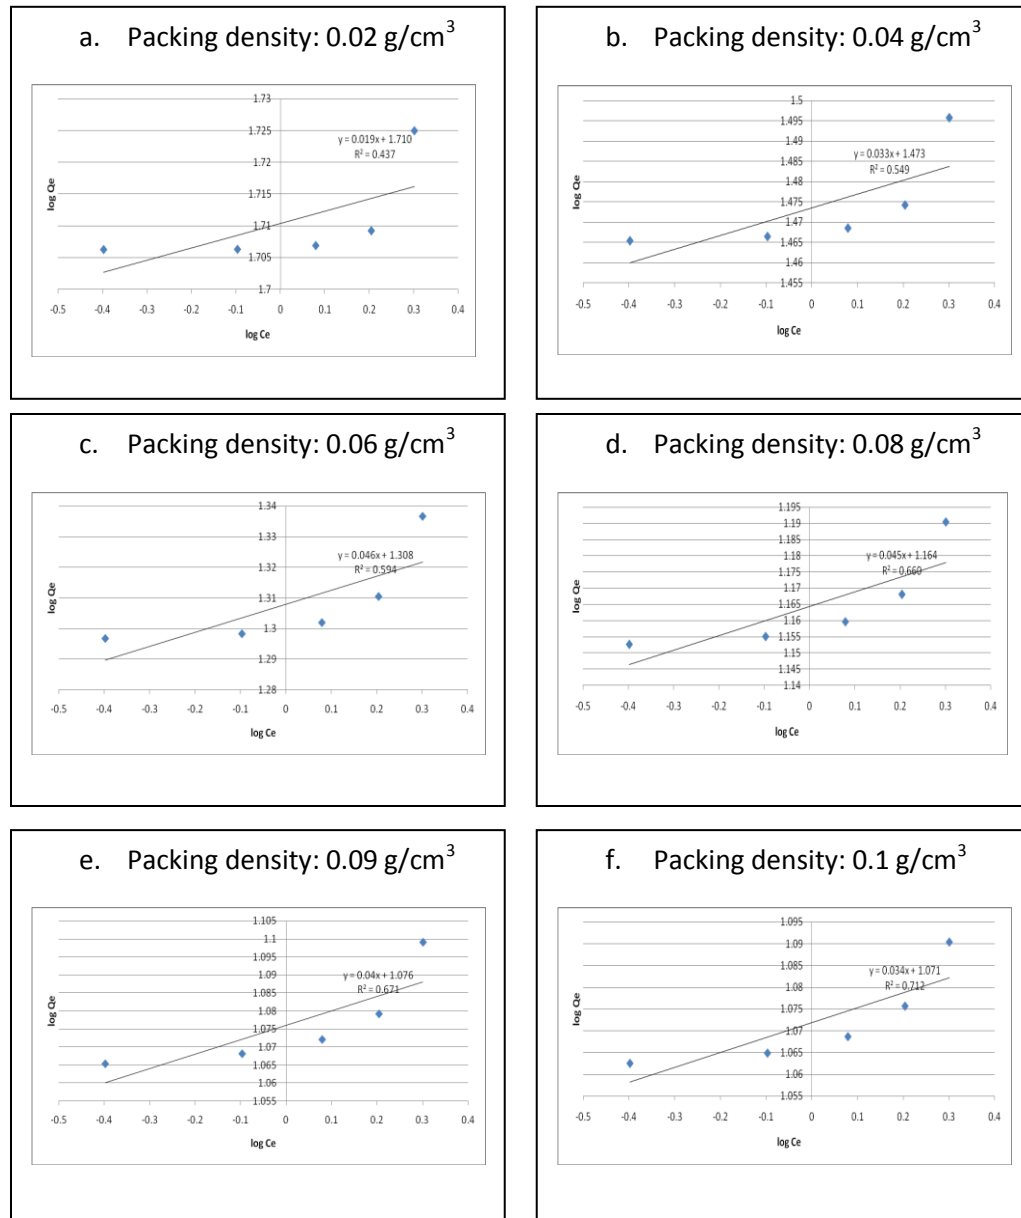 a. Packing density: 0.02 g/cm³
1.73
1.725
1.72
1.715
1.71
1.705
1.7
y = 0.019x + 1.710
R² = 0.437
log Qe
-0.5 -0.4 -0.3 -0.2 -0.1 0 0.1 0.2 0.3 0.4
log Ce
b. Packing density: 0.04 g/cm³
1.5
1.495
1.49
1.485
1.48
1.475
1.47
1.465
1.46
1.455
y = 0.033x + 1.473
R² = 0.549
log Qe
-0.5 -0.4 -0.3 -0.2 -0.1 0 0.1 0.2 0.3 0.4
log Ce
c. Packing density: 0.06 g/cm³
1.34
1.33
1.32
1.31
1.3
1.29
1.28
y = 0.046x + 1.308
R² = 0.594
log Qe
-0.5 -0.4 -0.3 -0.2 -0.1 0 0.1 0.2 0.3 0.4
log Ce
d. Packing density: 0.08 g/cm³
1.195
1.19
1.185
1.18
1.175
1.17
1.165
1.16
1.155
1.15
1.145
1.14
y = 0.045x + 1.164
R² = 0.660
log Qe
-0.5 -0.4 -0.3 -0.2 -0.1 0 0.1 0.2 0.3 0.4
log Ce
e. Packing density: 0.09 g/cm³
1.105
1.1
1.095
1.09
1.085
1.08
1.075
1.07
1.065
1.06
1.055
y = 0.04x + 1.076
R² = 0.671
log Qe
-0.5 -0.4 -0.3 -0.2 -0.1 0 0.1 0.2 0.3 0.4
log Ce
f. Packing density: 0.1 g/cm³
1.095
1.09
1.085
1.08
1.075
1.07
1.065
1.06
1.055
y = 0.034x + 1.071
R² = 0.712
log Qe
-0.5 -0.4 -0.3 -0.2 -0.1 0 0.1 0.2 0.3 0.4
log Ce